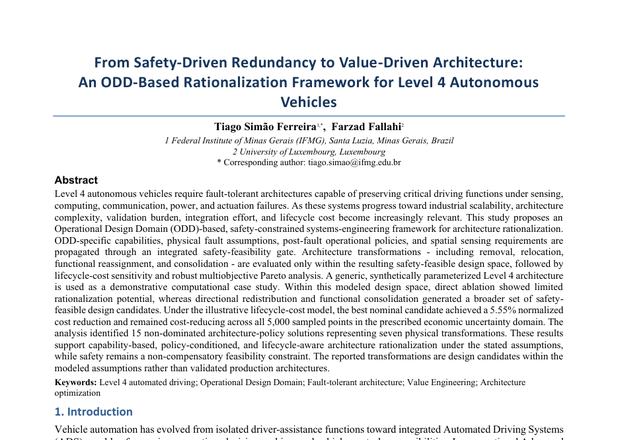 From Safety-Driven Redundancy to Value-Driven Architecture:
An ODD-Based Rationalization Framework for Level 4 Autonomous
Vehicles
Tiago Simão Ferreira¹,*, Farzad Fallahi²
1 Federal Institute of Minas Gerais (IFMG), Santa Luzia, Minas Gerais, Brazil
2 University of Luxembourg, Luxembourg
* Corresponding author: tiago.simao@ifmg.edu.br
Abstract
Level 4 autonomous vehicles require fault-tolerant architectures capable of preserving critical driving functions under sensing,
computing, communication, power, and actuation failures. As these systems progress toward industrial scalability, architecture
complexity, validation burden, integration effort, and lifecycle cost become increasingly relevant. This study proposes an
Operational Design Domain (ODD)-based, safety-constrained systems-engineering framework for architecture rationalization.
ODD-specific capabilities, physical fault assumptions, post-fault operational policies, and spatial sensing requirements are
propagated through an integrated safety-feasibility gate. Architecture transformations - including removal, relocation,
functional reassignment, and consolidation - are evaluated only within the resulting safety-feasible design space, followed by
lifecycle-cost sensitivity and robust multiobjective Pareto analysis. A generic, synthetically parameterized Level 4 architecture
is used as a demonstrative computational case study. Within this modeled design space, direct ablation showed limited
rationalization potential, whereas directional redistribution and functional consolidation generated a broader set of safety-
feasible design candidates. Under the illustrative lifecycle-cost model, the best nominal candidate achieved a 5.55% normalized
cost reduction and remained cost-reducing across all 5,000 sampled points in the prescribed economic uncertainty domain. The
analysis identified 15 non-dominated architecture-policy solutions representing seven physical transformations. These results
support capability-based, policy-conditioned, and lifecycle-aware architecture rationalization under the stated assumptions,
while safety remains a non-compensatory feasibility constraint. The reported transformations are design candidates within the
modeled assumptions rather than validated production architectures.
Keywords: Level 4 automated driving; Operational Design Domain; Fault-tolerant architecture; Value Engineering; Architecture
optimization
1. Introduction
Vehicle automation has evolved from isolated driver-assistance functions toward integrated Automated Driving Systems